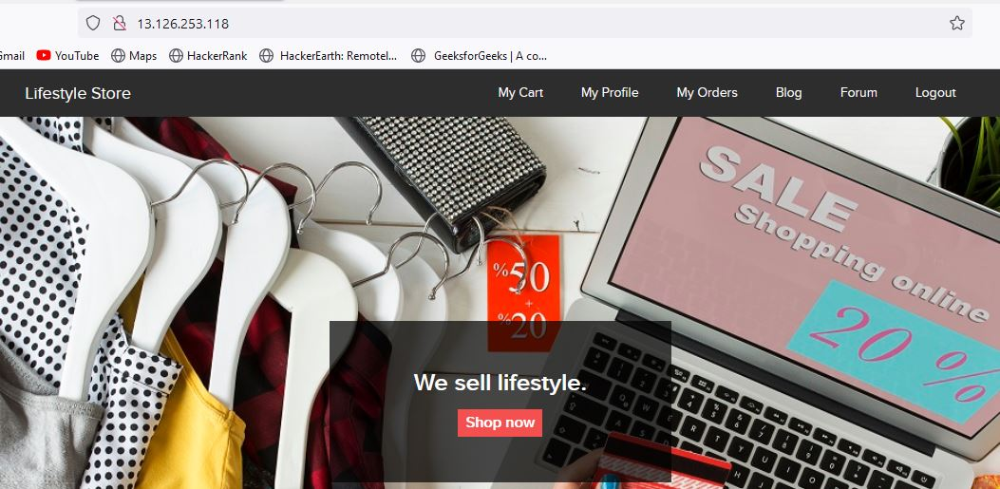 13.126.253.118
Gmail YouTube Maps HackerRank HackerEarth: Remotel... GeeksforGeeks | A co...
Lifestyle Store My Cart My Profile My Orders Blog Forum Logout
SALE
Shopping online
20 %
%50
+
%20
We sell lifestyle.
Shop now